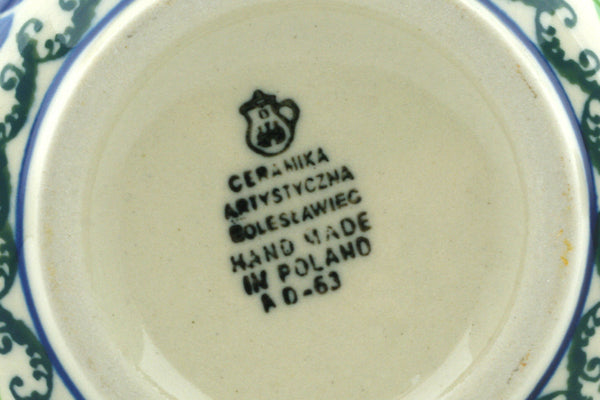 CERAMIKA
ARTYSTYCZNA
BOLESŁAWIEC
HAND MADE
IN POLAND
A D-63